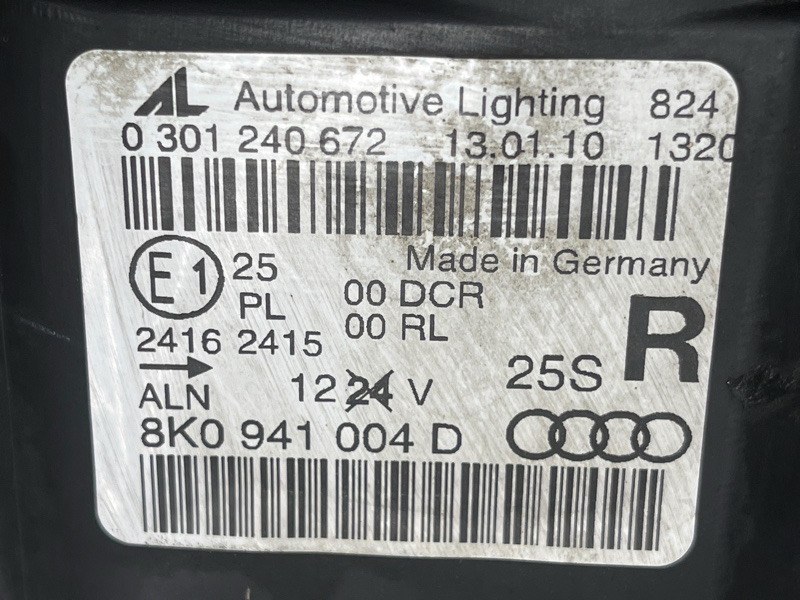 AL Automotive Lighting 824
0 301 240 672 13.01.10 1320
Made in Germany
E1 25
PL 00 DCR
00 RL
R
2416 2415
ALN 12 24 V 25S
8K0 941 004 D